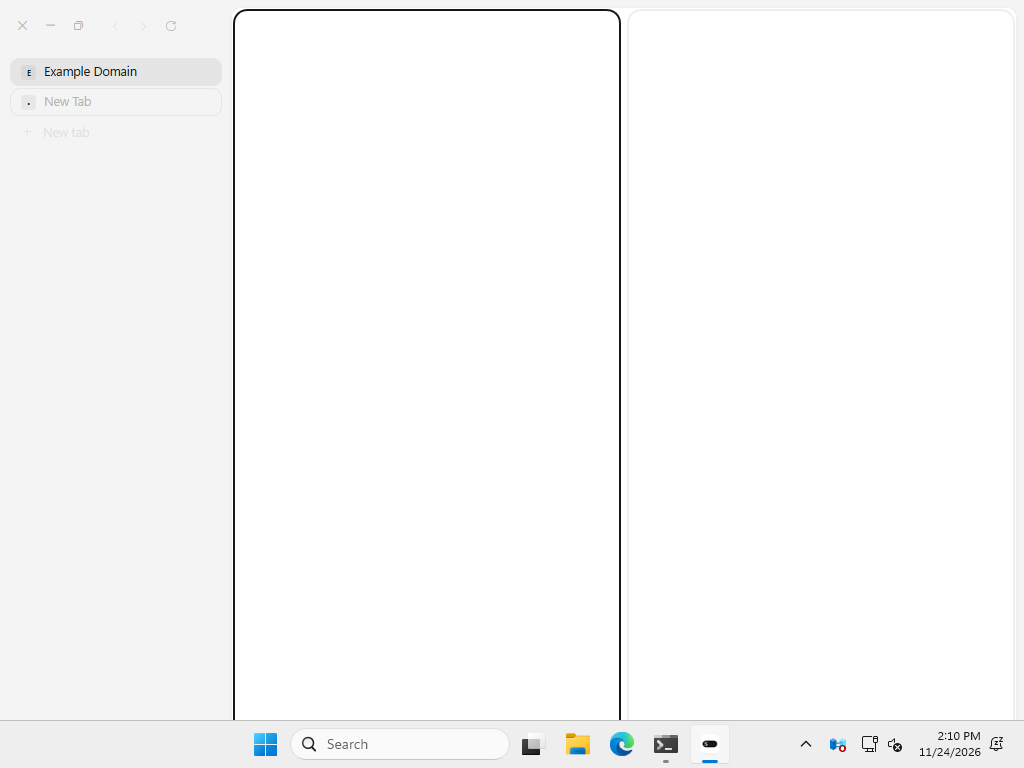 E Example Domain
New Tab
+ New tab
Search
2:10 PM
11/24/2026